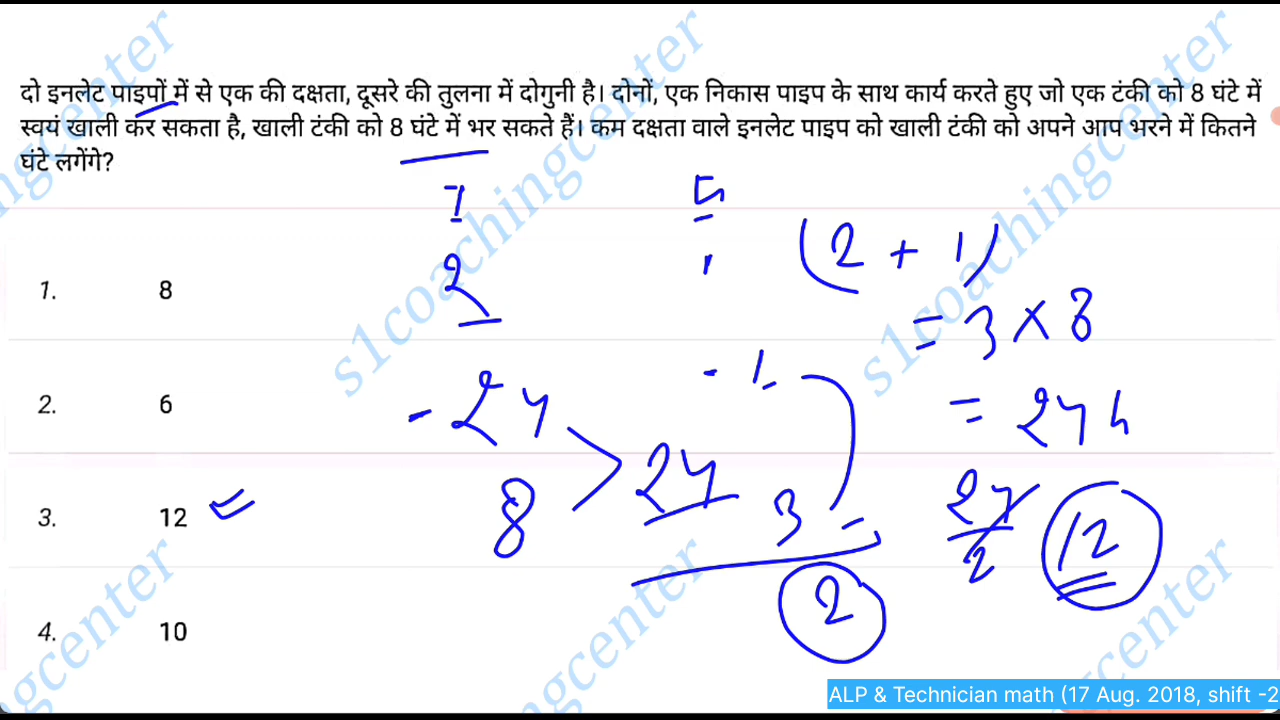 दो इनलेट पाइपों में से एक की दक्षता, दूसरे की तुलना में दोगुनी है। दोनों, एक निकास पाइप के साथ कार्य करते हुए जो एक टंकी को 8 घंटे में
स्वयं खाली कर सकता है, खाली टंकी को 8 घंटे में भर सकते हैं। कम दक्षता वाले इनलेट पाइप को खाली टंकी को अपने आप भरने में कितने
घंटे लगेंगे?
(2 + 1)
2
1. 8
= 3 × 8
- 1
2. 6
- 24
= 24
24
3. 12
8
3
24/2
12
2
4. 10
s1coachingcenter
s1coachingcenter
ALP & Technician math (17 Aug. 2018, shift -2